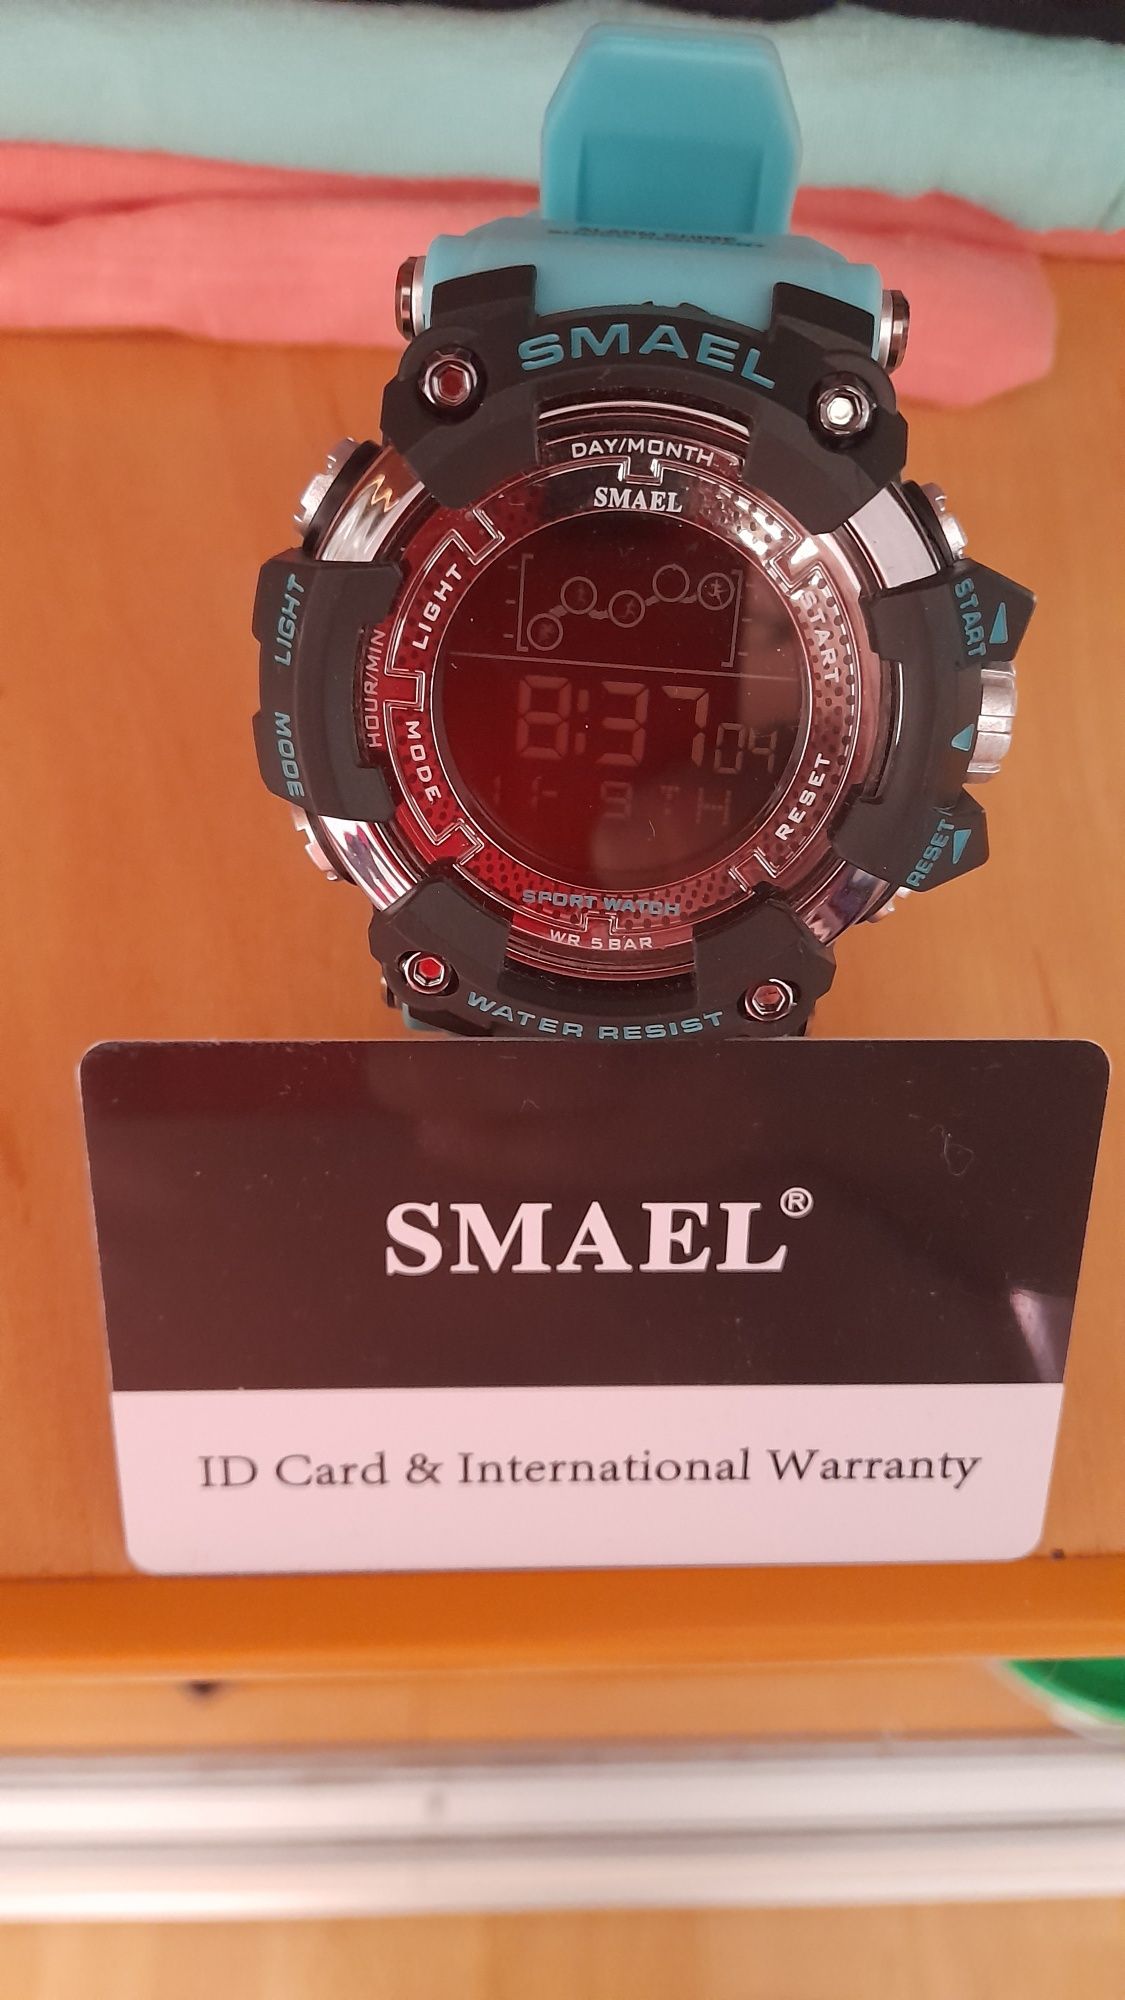 SMAEL
DAY/MONTH
SMAEL
LIGHT
LIGHT
START
START
HOUR/MIN
8:37 04
MODE
MODE
RESET
RESET
SPORT WATCH
WR 5 BAR
WATER RESIST
SMAEL®
ID Card & International Warranty